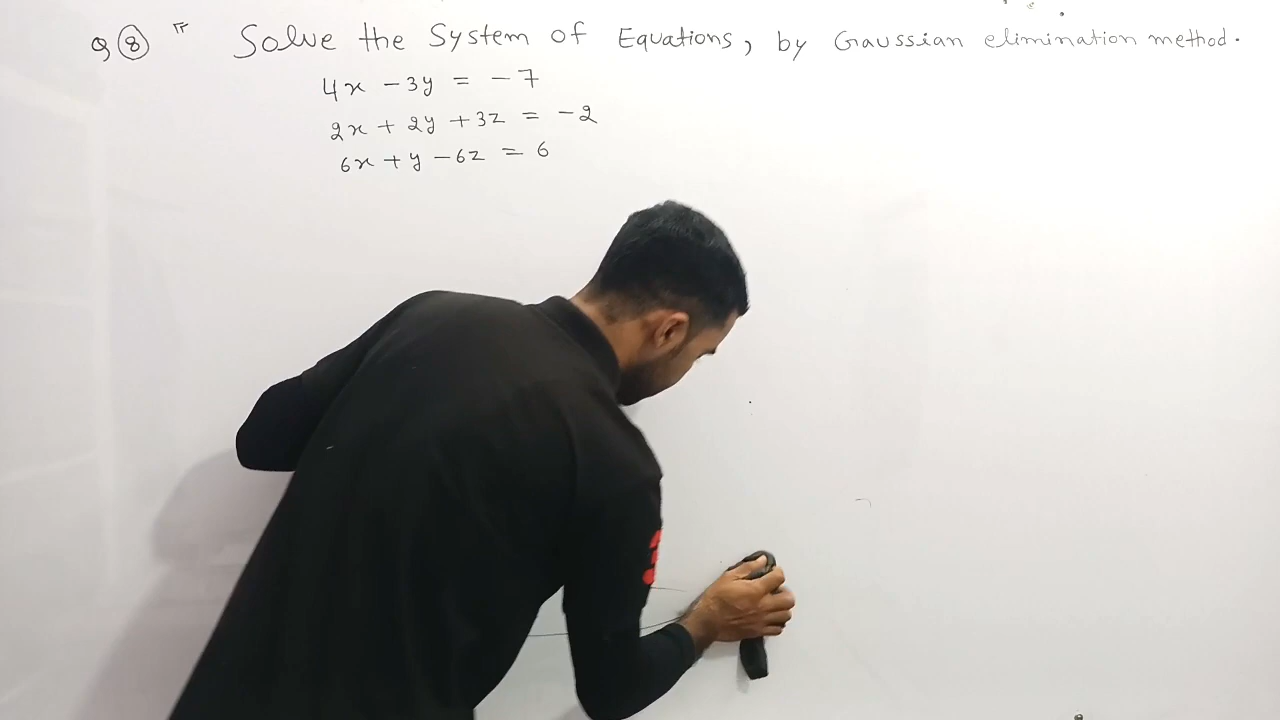 Q (8) Solve the System of Equations, by Gaussian elimination method.
4x - 3y = -7
2x + 2y + 3z = -2
6x + y - 6z = 6